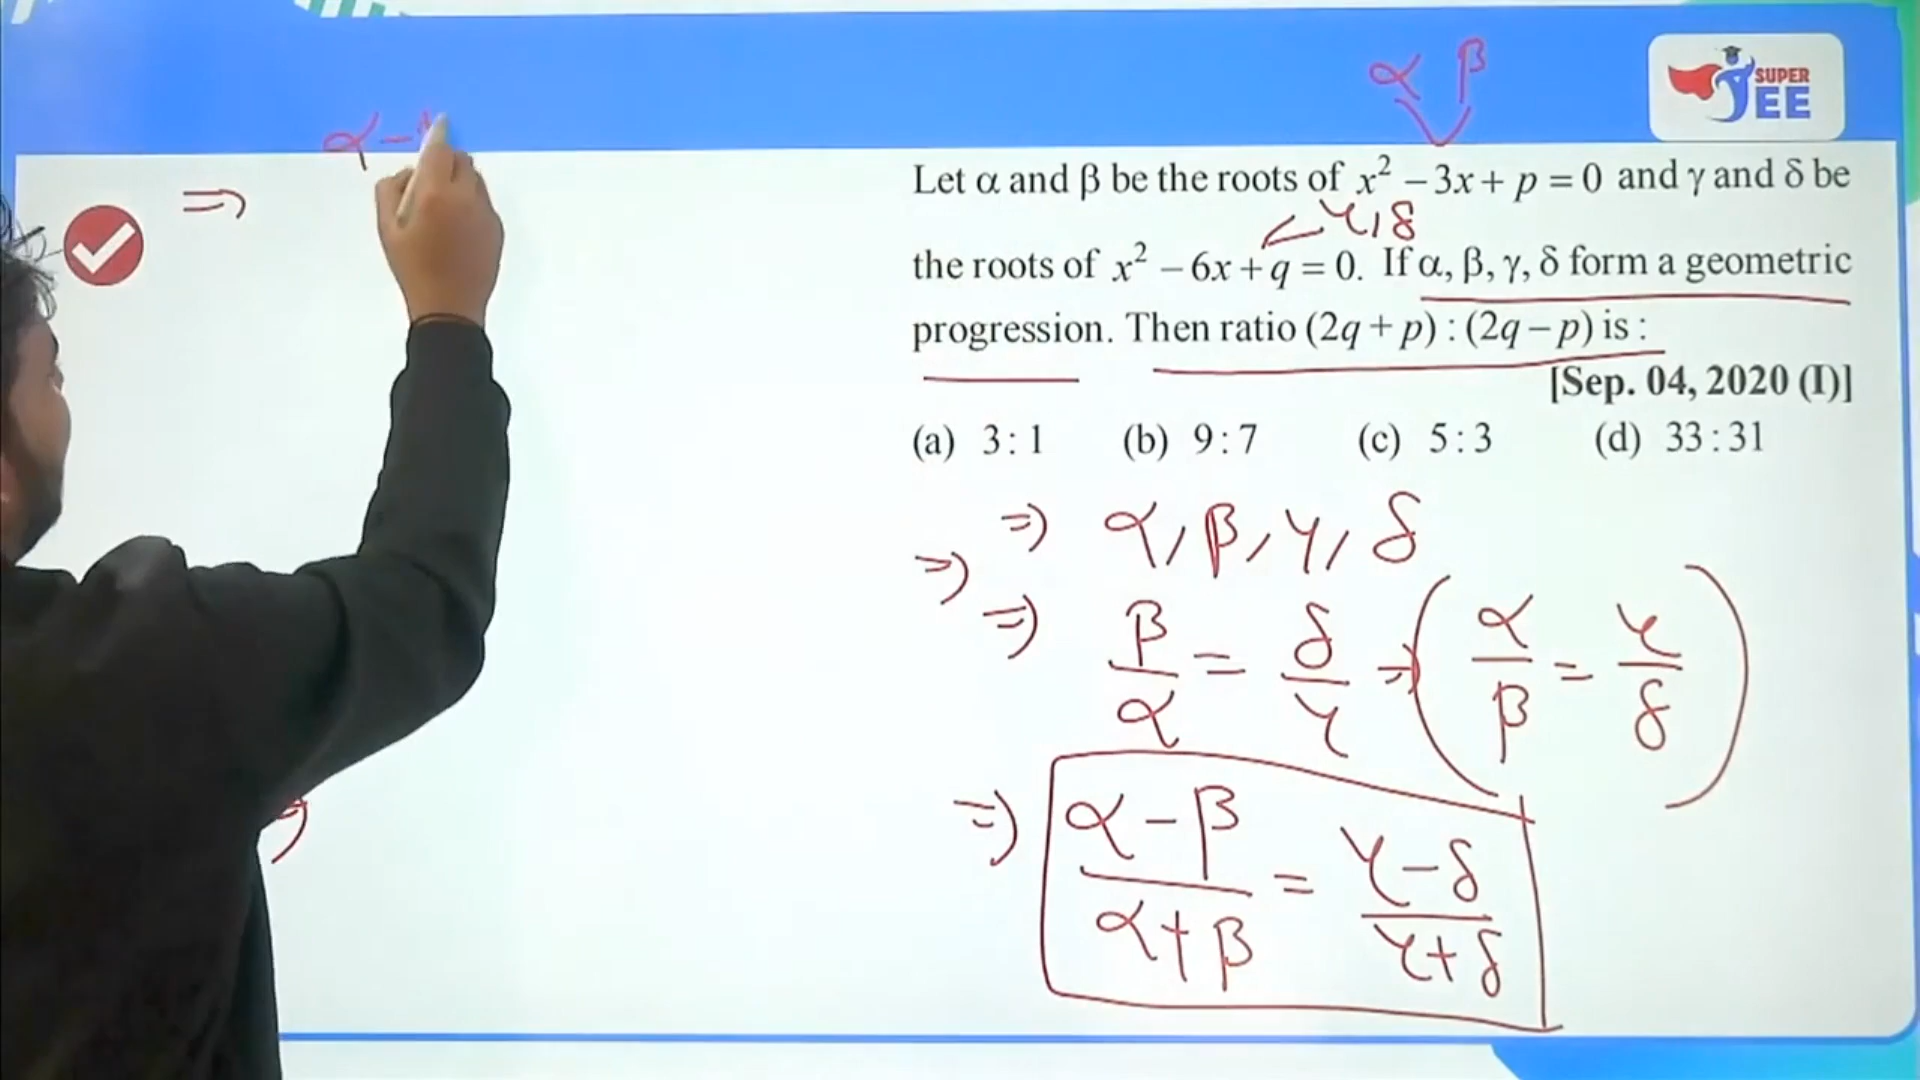 α β
SUPER
JEE
α –
⇒
Let α and β be the roots of x² – 3x + p = 0 and γ and δ be
γ, δ
the roots of x² – 6x + q = 0. If α, β, γ, δ form a geometric
progression. Then ratio (2q + p) : (2q – p) is :
[Sep. 04, 2020 (I)]
(a) 3 : 1 (b) 9 : 7 (c) 5 : 3 (d) 33 : 31
⇒ α, β, γ, δ
⇒
⇒ β/α = δ/γ ⇒ (α/β = γ/δ)
⇒ (α – β)/(α + β) = (γ – δ)/(γ + δ)